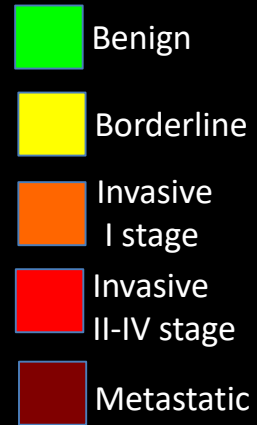 Benign
Borderline
Invasive
I stage
Invasive
II-IV stage
Metastatic